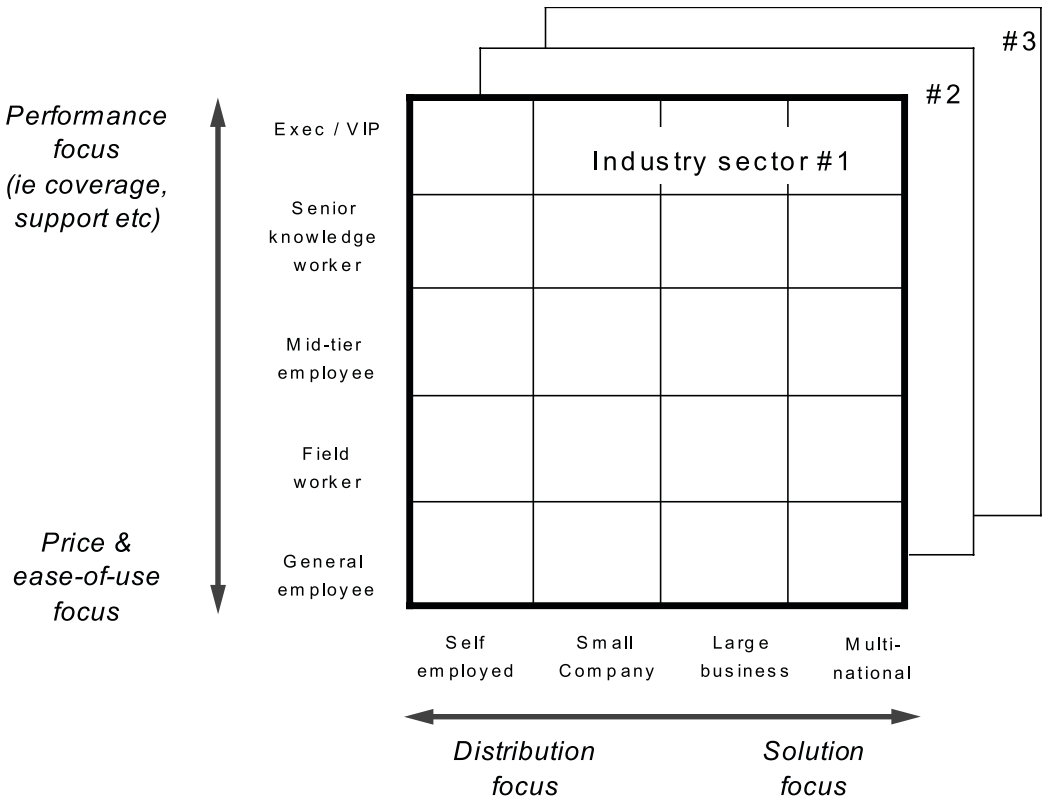 #3
#2
Performance
focus
(ie coverage,
support etc)
Exec / VIP
Industry sector #1
Senior
knowledge
worker
Mid-tier
employee
Field
worker
Price &
ease-of-use
focus
General
employee
Self
employed
Small
Company
Large
business
Multi-
national
Distribution
focus
Solution
focus